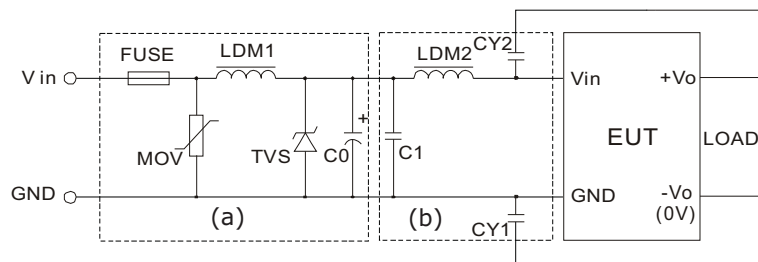 CY2
FUSE
LDM1
LDM2
V in
Vin
+Vo
MOV
TVS
+
C0
C1
EUT
LOAD
GND
(a)
(b)
GND
-Vo
(0V)
CY1